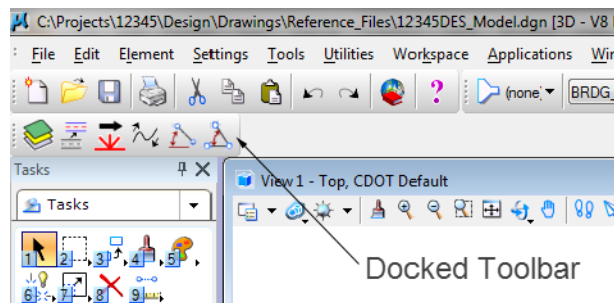 C:\Projects\12345\Design\Drawings\Reference_Files\12345DES_Model.dgn [3D - V8
File Edit Element Settings Tools Utilities Workspace Applications
? (none) BRDG_
Tasks
View 1 - Top, CDOT Default
Tasks
1 2 3 4 5
6 7 8 9
Docked Toolbar